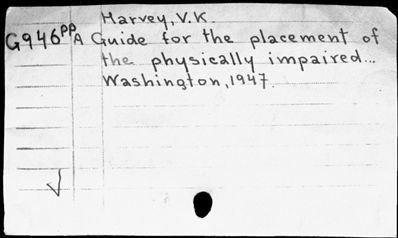 Harvey, V.K.
G946PP A Guide for the placement of
the physically impaired...
Washington, 1947.